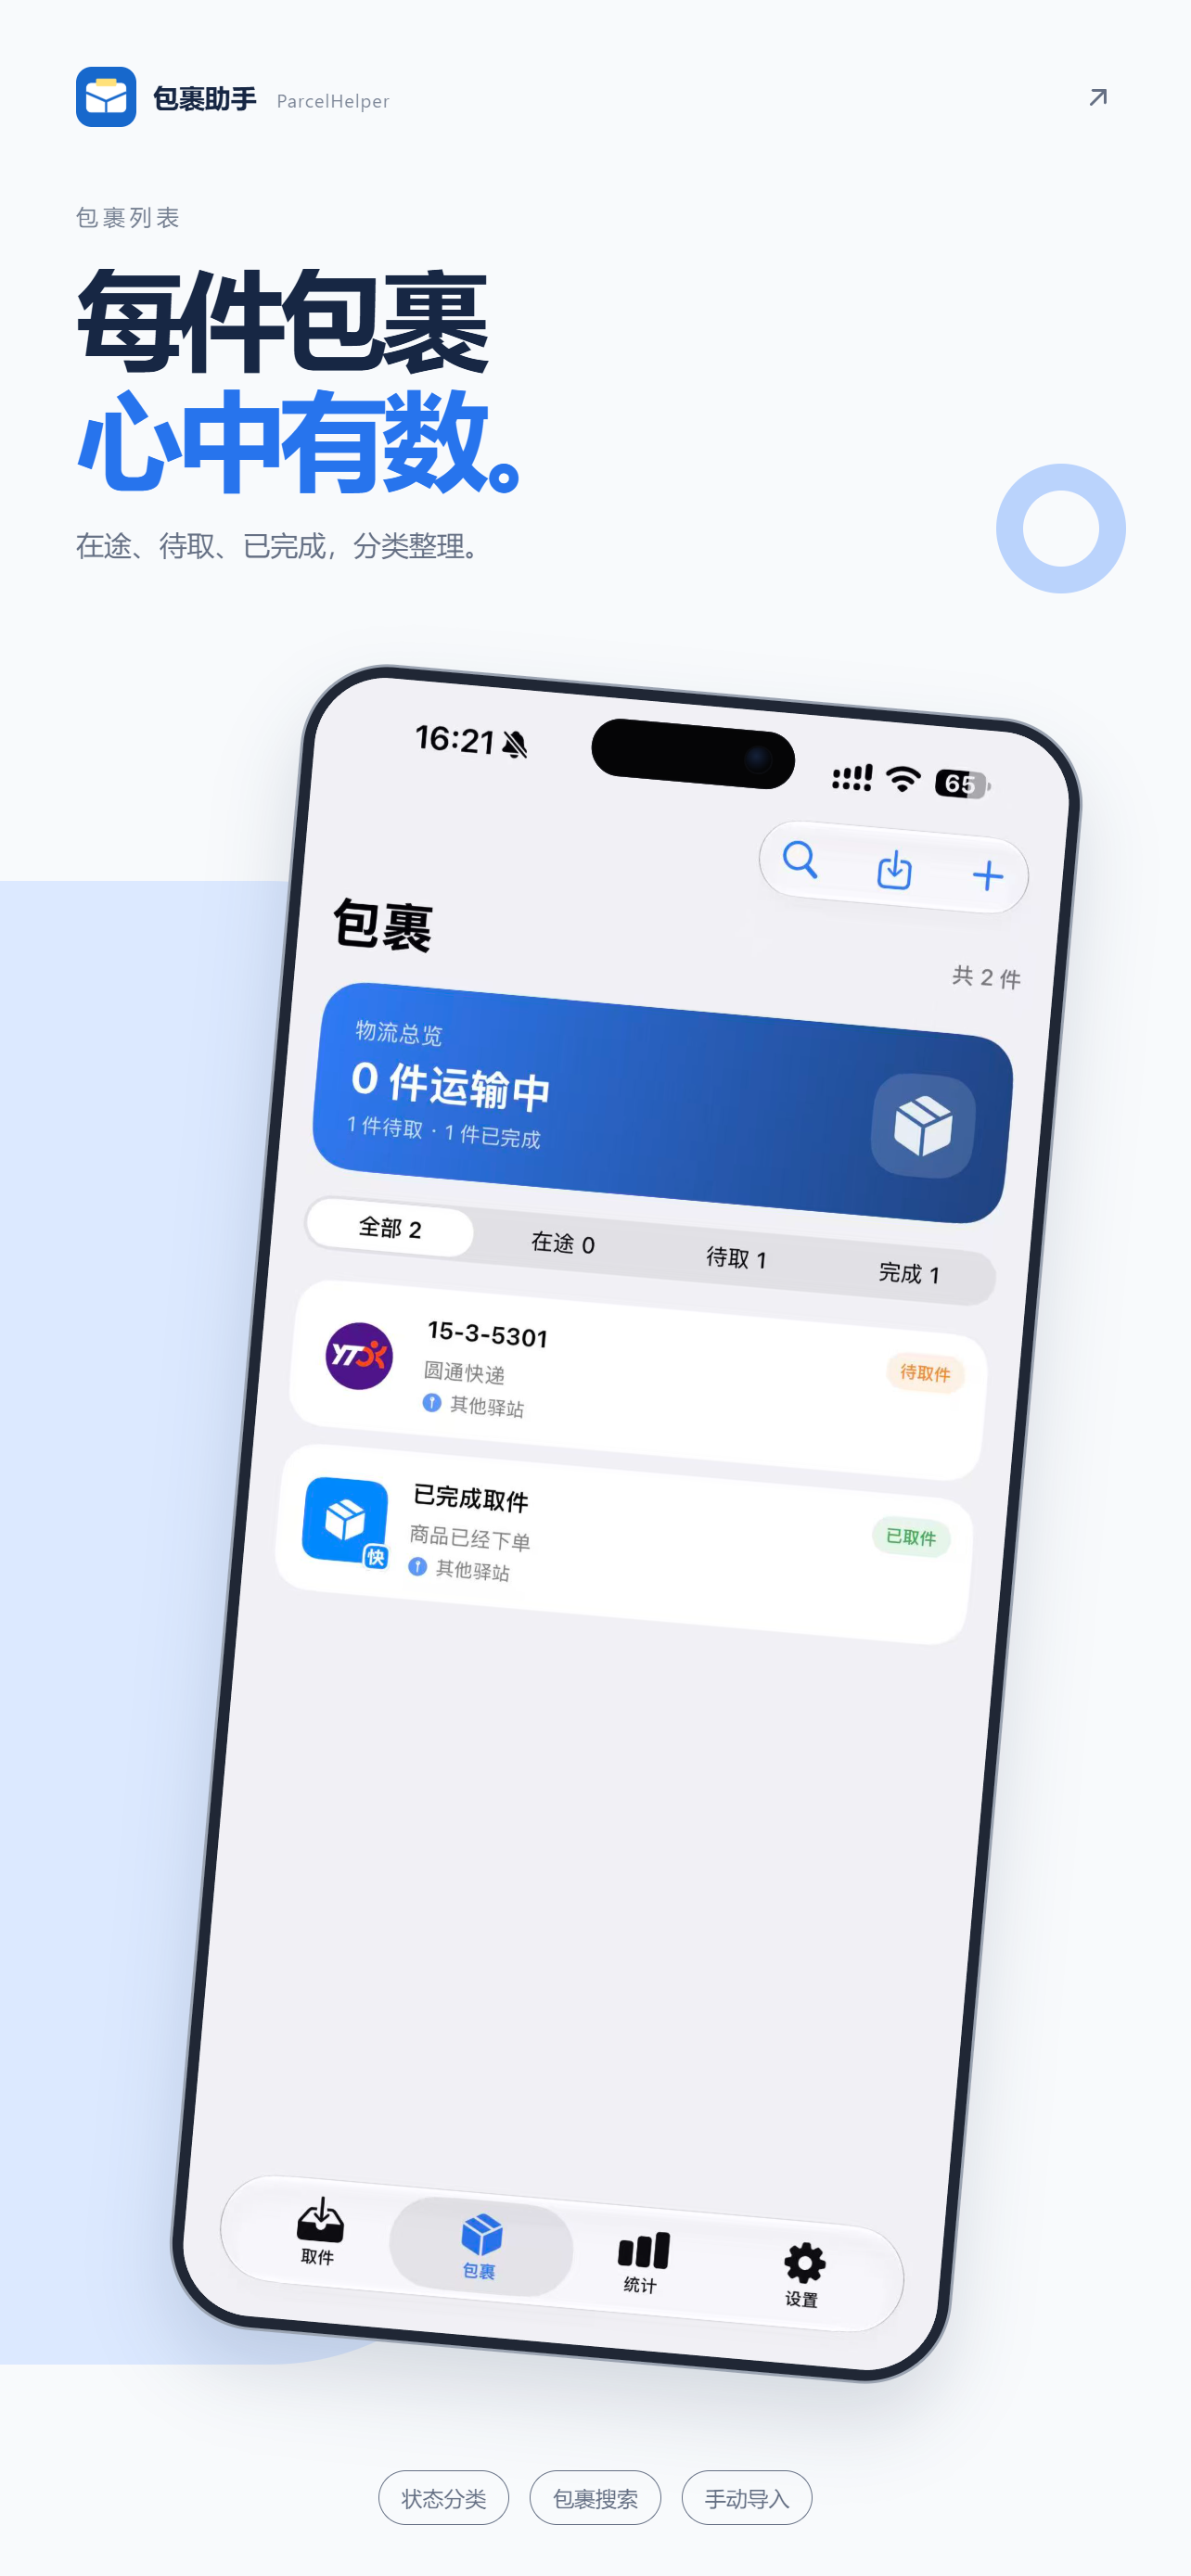 包裹助手 ParcelHelper
包裹列表
每件包裹
心中有数。
在途、待取、已完成，分类整理。
16:21
65
包裹
共 2 件
物流总览
0 件运输中
1 件待取 · 1 件已完成
全部 2 在途 0 待取 1 完成 1
YTO
15-3-5301
待取件
圆通快递
其他驿站
已完成取件
已取件
商品已经下单
快
其他驿站
取件 包裹 统计 设置
状态分类 包裹搜索 手动导入